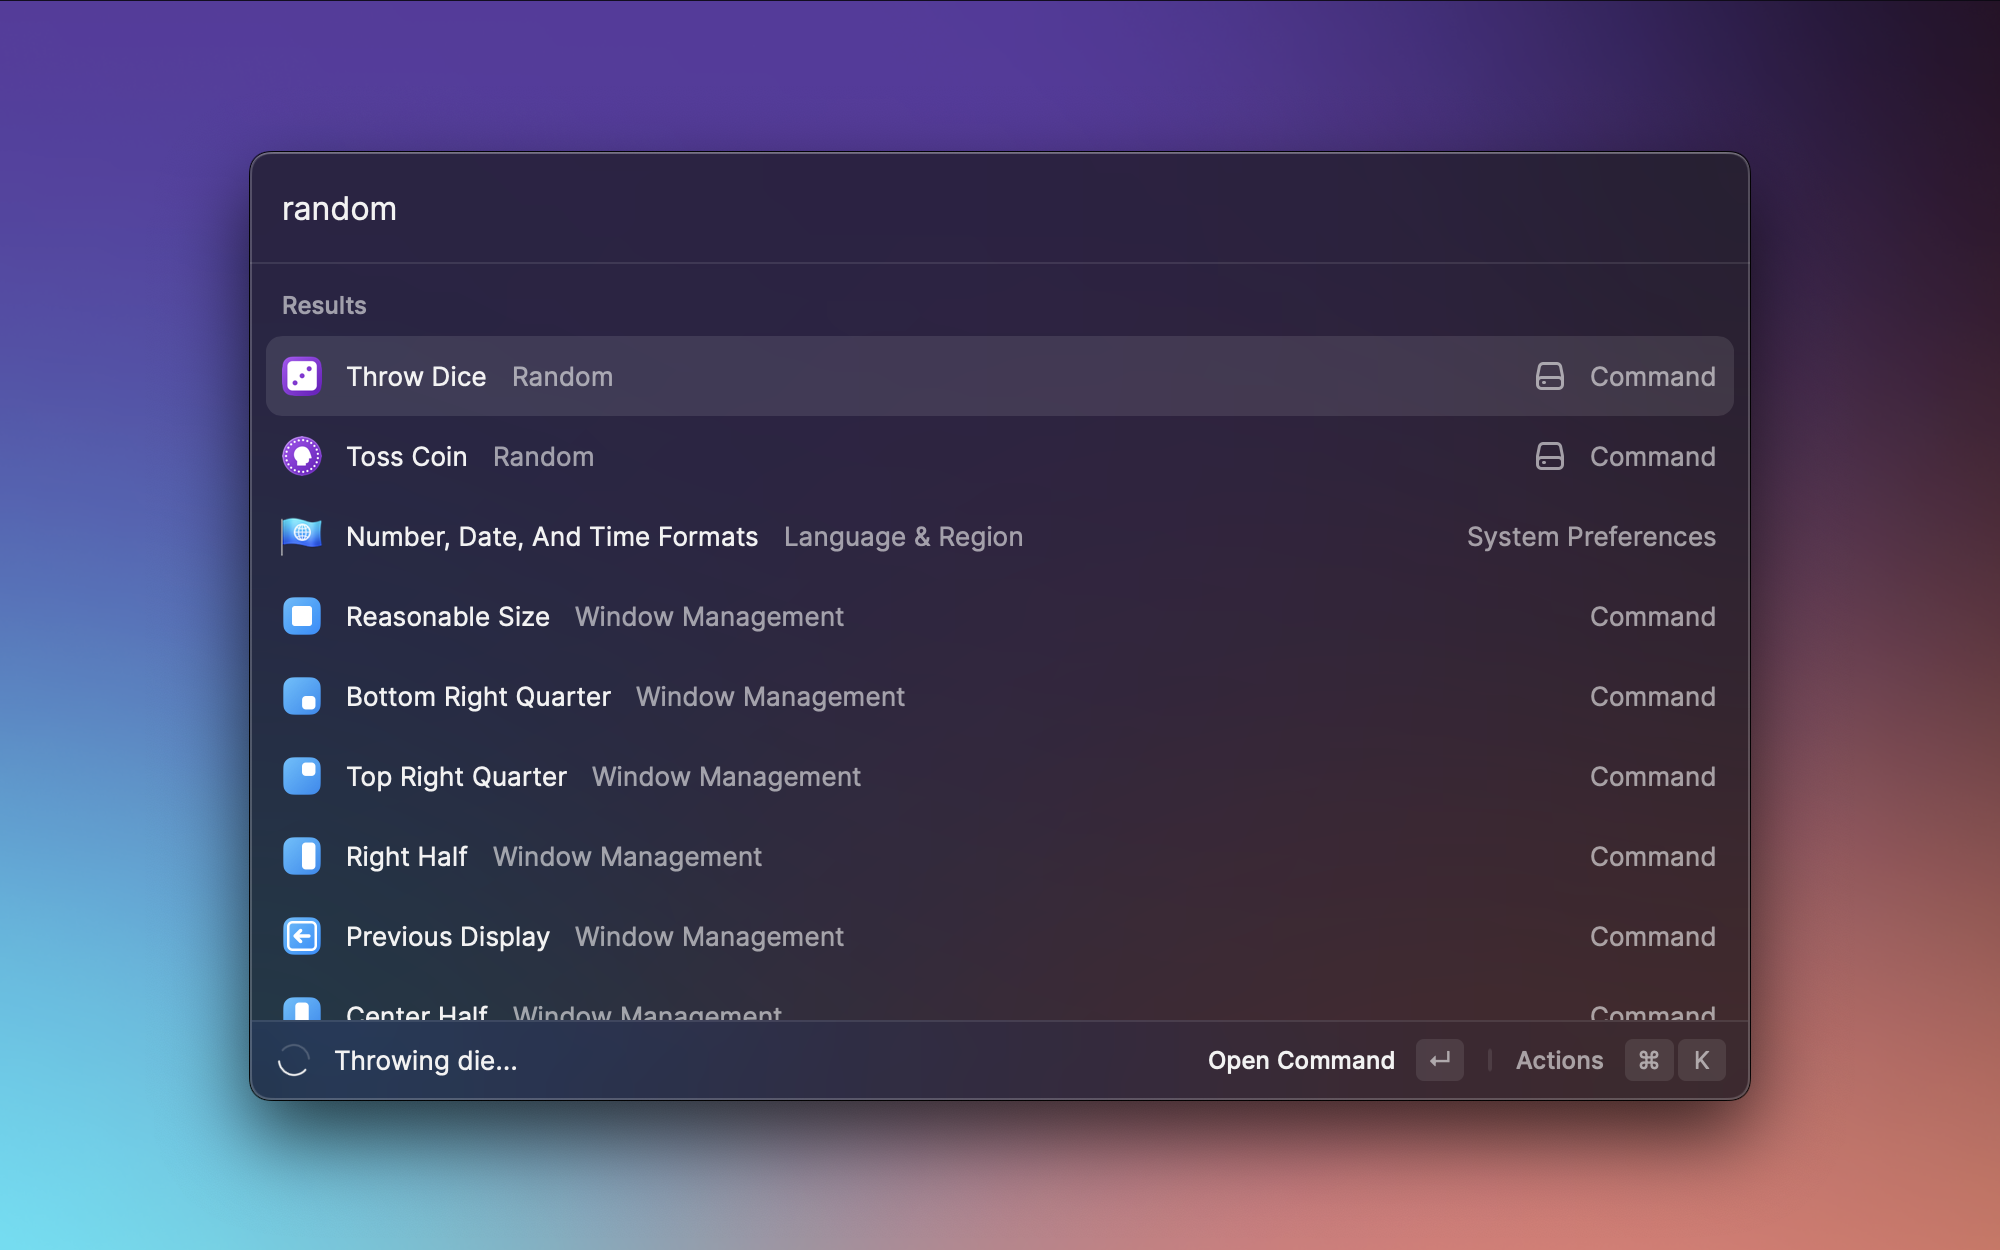 random
Results
Throw Dice Random Command
Toss Coin Random Command
Number, Date, And Time Formats Language & Region System Preferences
Reasonable Size Window Management Command
Bottom Right Quarter Window Management Command
Top Right Quarter Window Management Command
Right Half Window Management Command
Previous Display Window Management Command
Center Half Window Management Command
Throwing die... Open Command ↵ | Actions ⌘ K